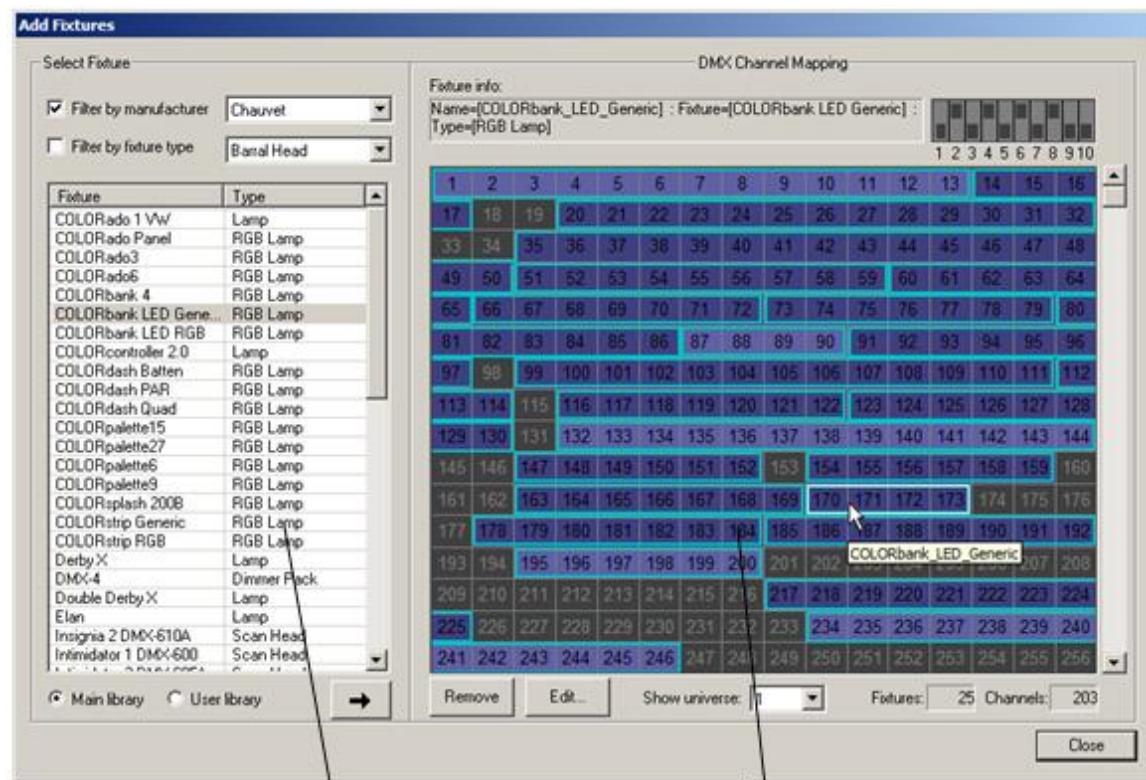 Add Fixtures
Select Fixture
Filter by manufacturer Chauvet
Filter by fixture type Barral Head
Fixture Type
COLORado 1 VW Lamp
COLORado Panel RGB Lamp
COLORado3 RGB Lamp
COLORado6 RGB Lamp
COLORbank 4 RGB Lamp
COLORbank LED Gene... RGB Lamp
COLORbank LED RGB RGB Lamp
COLORcontroller 2.0 Lamp
COLORdash Batten RGB Lamp
COLORdash PAR RGB Lamp
COLORdash Quad RGB Lamp
COLORpalette15 RGB Lamp
COLORpalette27 RGB Lamp
COLORpalette6 RGB Lamp
COLORpalette9 RGB Lamp
COLORsplash 200B RGB Lamp
COLORstrip Generic RGB Lamp
COLORstrip RGB RGB Lamp
Derby X Lamp
DMX-4 Dimmer Pack
Double Derby X Lamp
Elan Lamp
Insignia 2 DMX-610A Scan Head
Intimidator 1 DMX-600 Scan Head
Main library User library
DMX Channel Mapping
Fixture info:
Name=[COLORbank_LED_Generic] : Fixture=[COLORbank LED Generic] :
Type=[RGB Lamp]
1 2 3 4 5 6 7 8 9 10
1 2 3 4 5 6 7 8 9 10 11 12 13 14 15 16
17 18 19 20 21 22 23 24 25 26 27 28 29 30 31 32
33 34 35 36 37 38 39 40 41 42 43 44 45 46 47 48
49 50 51 52 53 54 55 56 57 58 59 60 61 62 63 64
65 66 67 68 69 70 71 72 73 74 75 76 77 78 79 80
81 82 83 84 85 86 87 88 89 90 91 92 93 94 95 96
97 98 99 100 101 102 103 104 105 106 107 108 109 110 111 112
113 114 115 116 117 118 119 120 121 122 123 124 125 126 127 128
129 130 131 132 133 134 135 136 137 138 139 140 141 142 143 144
145 146 147 148 149 150 151 152 153 154 155 156 157 158 159 160
161 162 163 164 165 166 167 168 169 170 171 172 173 174 175 176
177 178 179 180 181 182 183 184 185 186 187 188 189 190 191 192
COLORbank_LED_Generic
193 194 195 196 197 198 199 200 201 202 207 208
209 210 211 212 213 214 215 216 217 218 219 220 221 222 223 224
225 226 227 228 229 230 231 232 233 234 235 236 237 238 239 240
241 242 243 244 245 246 247 248 249 250 251 252 253 254 255 256
Remove Edit... Show universe: 1 Fixtures: 25 Channels: 203
Close